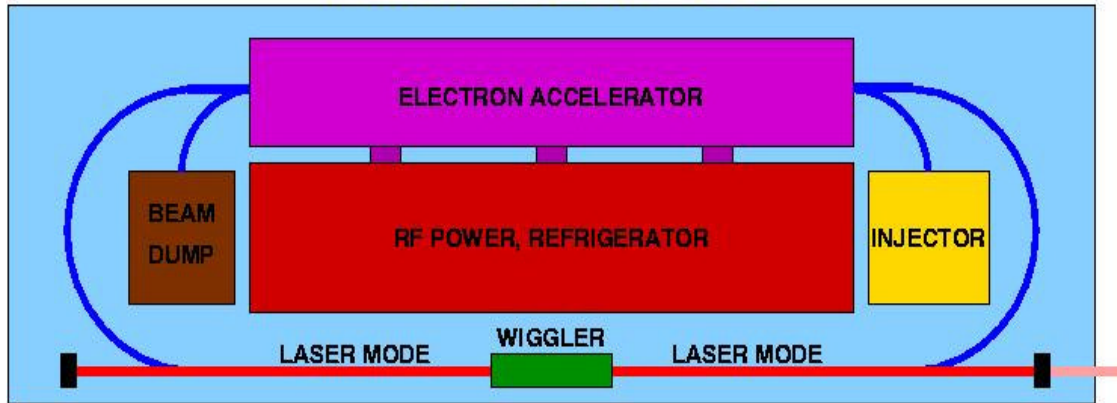 ELECTRON ACCELERATOR
BEAM
DUMP
RF POWER, REFRIGERATOR
INJECTOR
WIGGLER
LASER MODE
LASER MODE